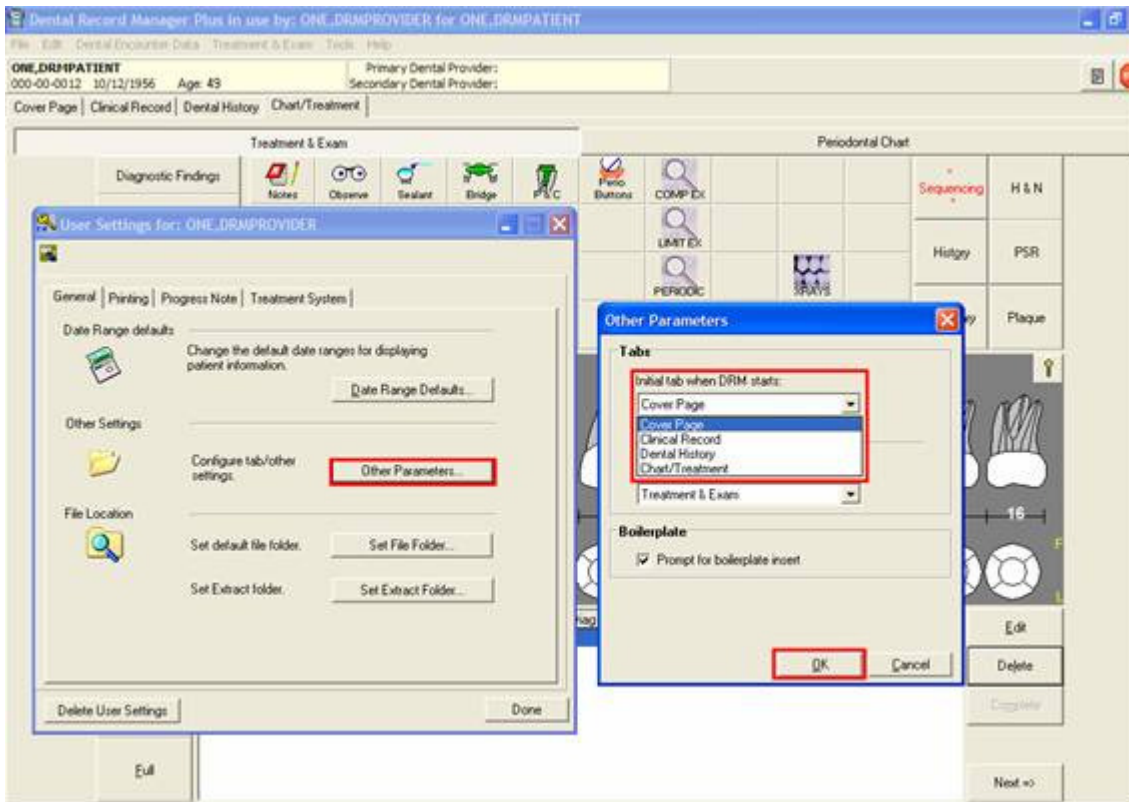 Dental Record Manager Plus in use by: ONE.DRMPROVIDER for ONE.DRMPATIENT
File Edit Dental Encounter Data Treatment & Exam Tools Help
ONE,DRMPATIENT
Primary Dental Provider:
000-00-0012 10/12/1956 Age: 49
Secondary Dental Provider:
Cover Page Clinical Record Dental History Chart/Treatment
Treatment & Exam
Periodontal Chart
Diagnostic Findings
Notes Observe Sealant Bridge P & C Perio Buttons COMP EX
Sequencing H & N
LIMIT EX
History PSR
PERIODIC XRAYS
Plaque
User Settings for: ONE.DRMPROVIDER
General Printing Progress Note Treatment System
Date Range defaults
Change the default date ranges for displaying
patient information.
Date Range Defaults...
Other Settings
Configure tab/other
settings.
Other Parameters...
File Location
Set default file folder.
Set File Folder...
Set Extract folder.
Set Extract Folder...
Delete User Settings
Done
Other Parameters
Tabs
Initial tab when DRM starts:
Cover Page
Cover Page
Clinical Record
Dental History
Chart/Treatment
Treatment & Exam
Boilerplate
Prompt for boilerplate insert
OK Cancel
16
F
L
Edit
Delete
Complete
Full
Next =>